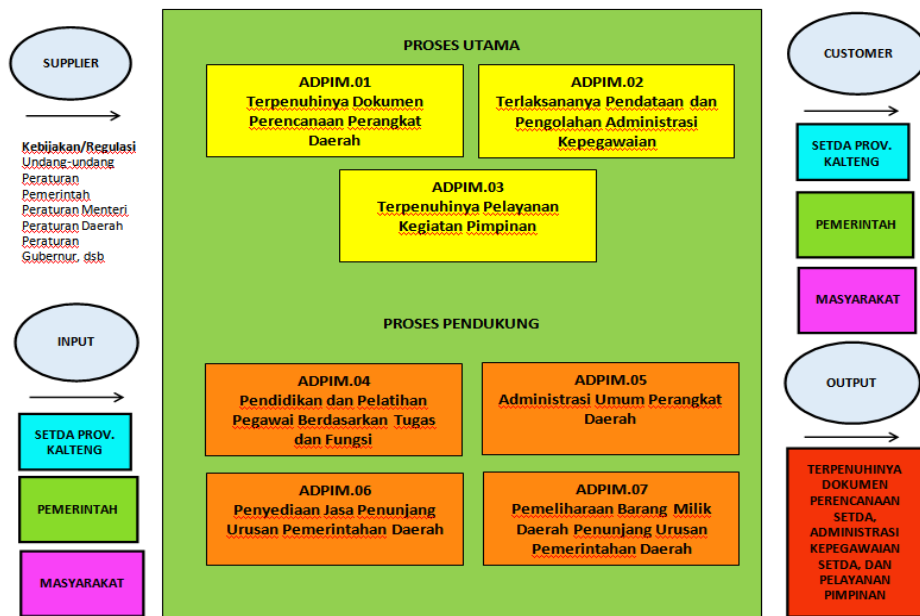 SUPPLIER
Kebijakan/Regulasi
Undang-undang
Peraturan
Pemerintah
Peraturan Menteri
Peraturan Daerah
Peraturan
Gubernur, dsb
INPUT
SETDA PROV.
KALTENG
PEMERINTAH
MASYARAKAT
PROSES UTAMA
ADPIM.01
Terpenuhinya Dokumen
Perencanaan Perangkat
Daerah
ADPIM.02
Terlaksananya Pendataan dan
Pengolahan Administrasi
Kepegawaian
ADPIM.03
Terpenuhinya Pelayanan
Kegiatan Pimpinan
PROSES PENDUKUNG
ADPIM.04
Pendidikan dan Pelatihan
Pegawai Berdasarkan Tugas
dan Fungsi
ADPIM.05
Administrasi Umum Perangkat
Daerah
ADPIM.06
Penyediaan Jasa Penunjang
Urusan Pemerintahan Daerah
ADPIM.07
Pemeliharaan Barang Milik
Daerah Penunjang Urusan
Pemerintahan Daerah
CUSTOMER
SETDA PROV.
KALTENG
PEMERINTAH
MASYARAKAT
OUTPUT
TERPENUHINYA
DOKUMEN
PERENCANAAN
SETDA,
ADMINISTRASI
KEPEGAWAIAN
SETDA, DAN
PELAYANAN
PIMPINAN